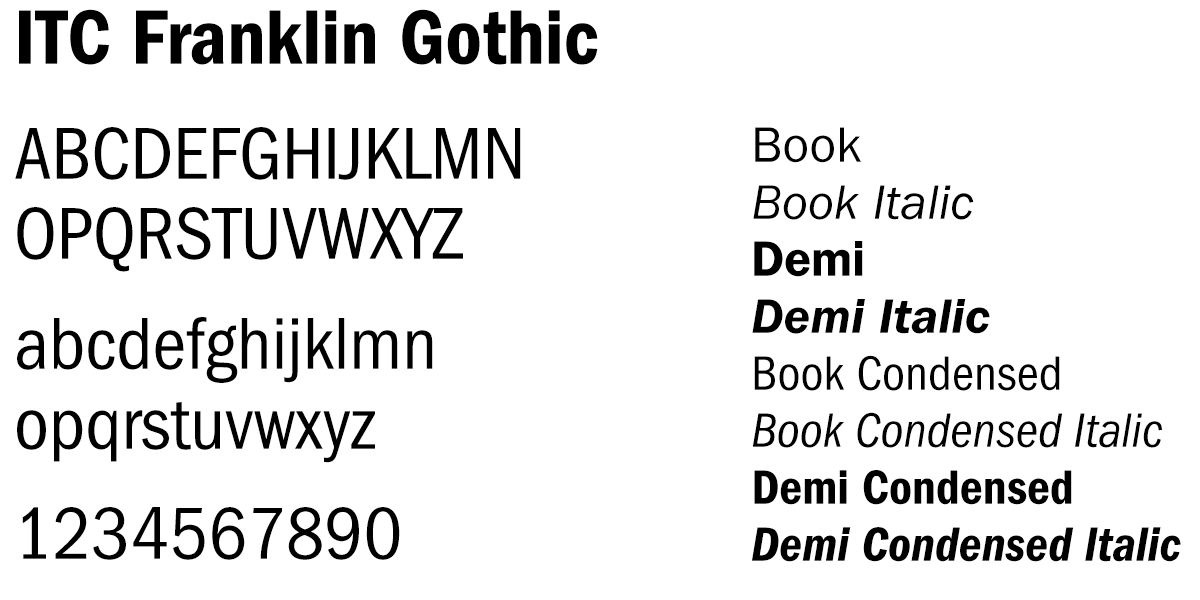 ITC Franklin Gothic
ABCDEFGHIJKLMN
OPQRSTUVWXYZ
abcdefghijklmn
opqrstuvwxyz
1234567890
Book
Book Italic
Demi
Demi Italic
Book Condensed
Book Condensed Italic
Demi Condensed
Demi Condensed Italic